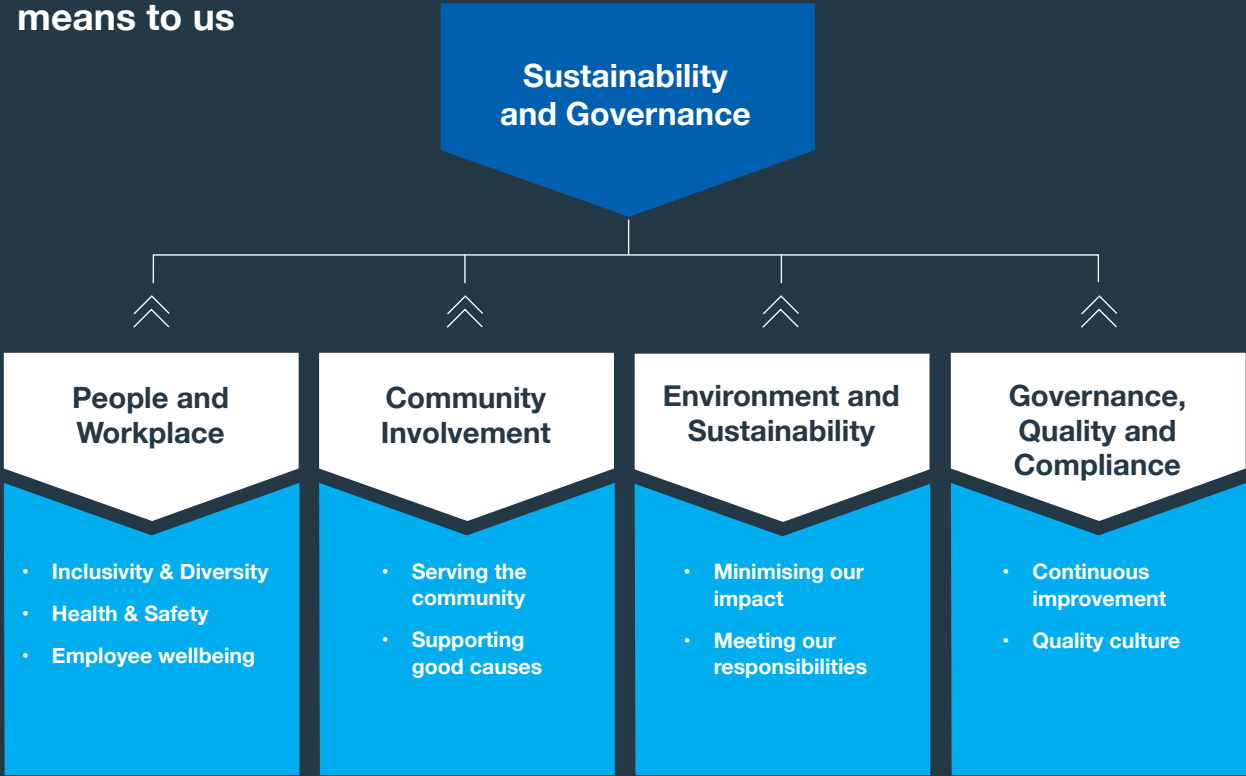 means to us
Sustainability
and Governance
People and
Workplace
Community
Involvement
Environment and
Sustainability
Governance,
Quality and
Compliance
• Inclusivity & Diversity
• Health & Safety
• Employee wellbeing
• Serving the
community
• Supporting
good causes
• Minimising our
impact
• Meeting our
responsibilities
• Continuous
improvement
• Quality culture